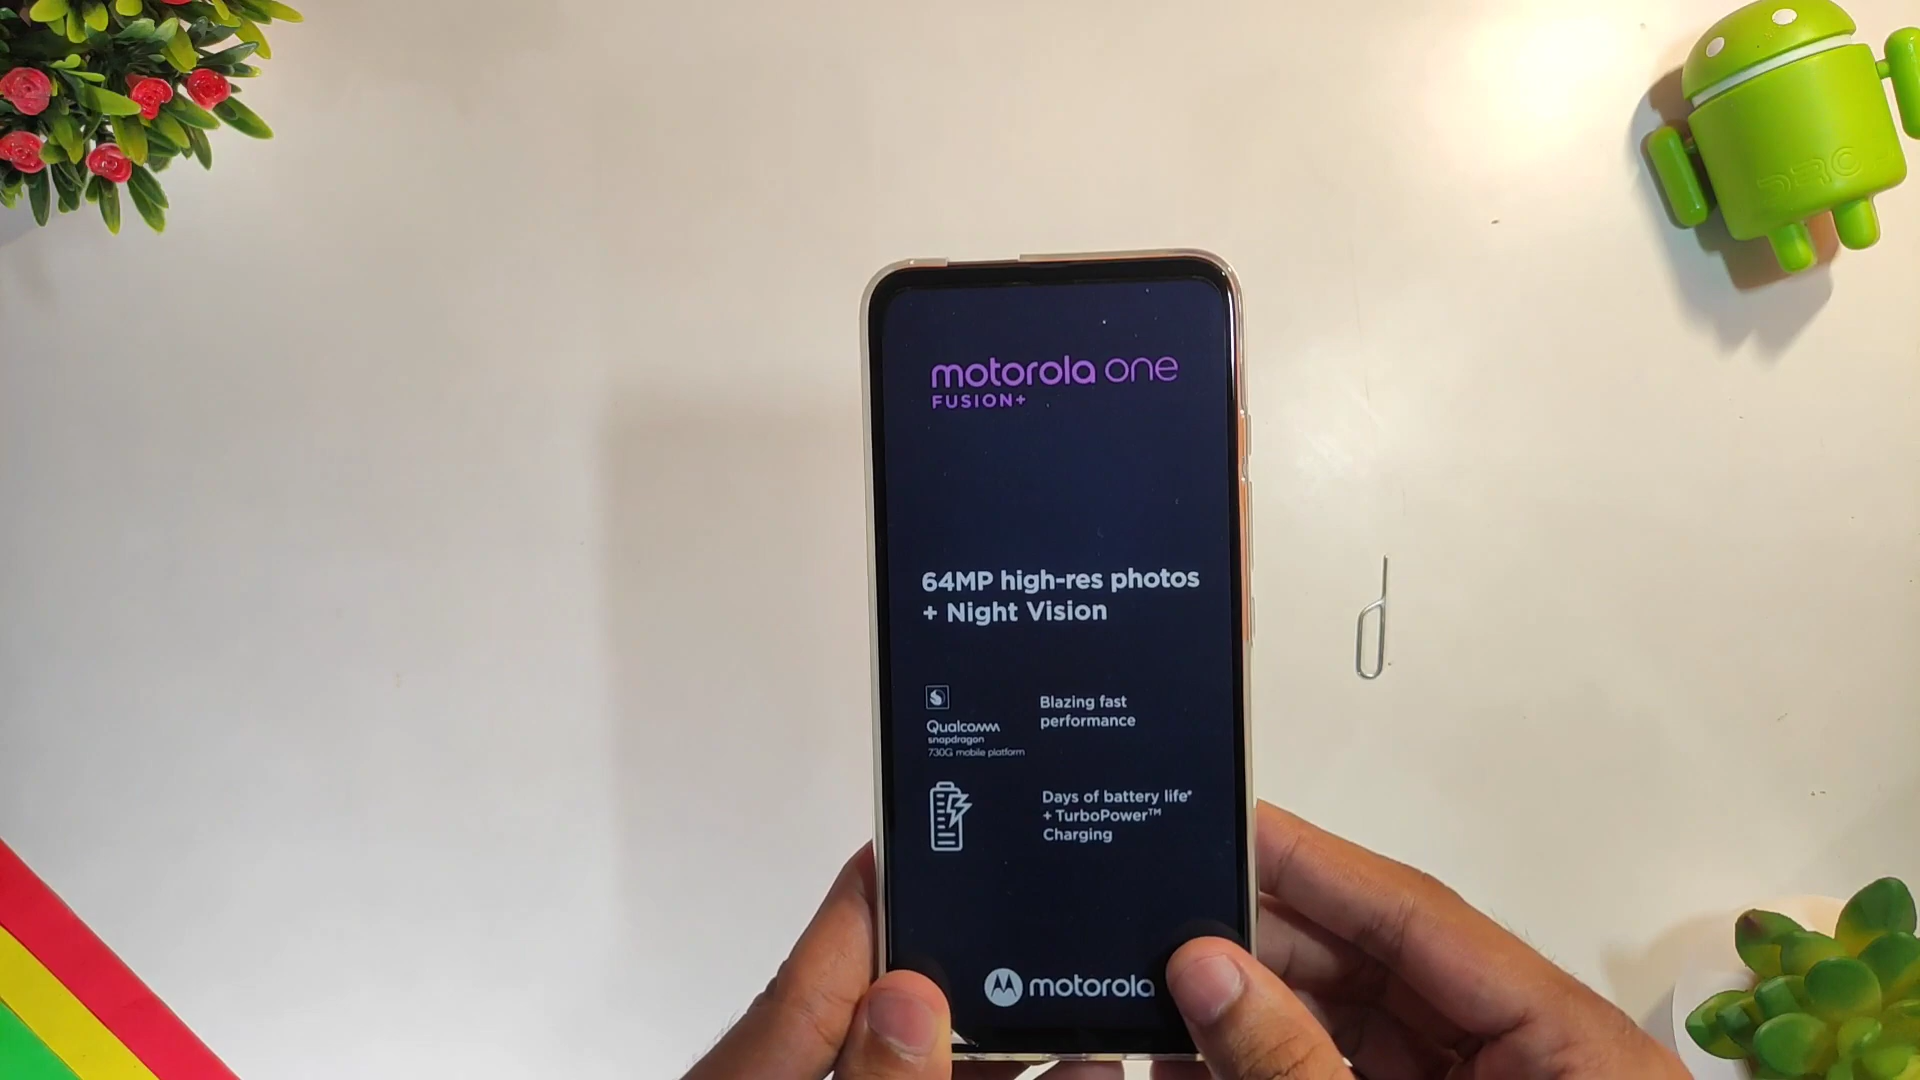 motorola one
FUSION+
64MP high-res photos
+ Night Vision
Qualcomm
snapdragon
730G mobile platform
Blazing fast
performance
Days of battery life*
+ TurboPower™
Charging
motorola